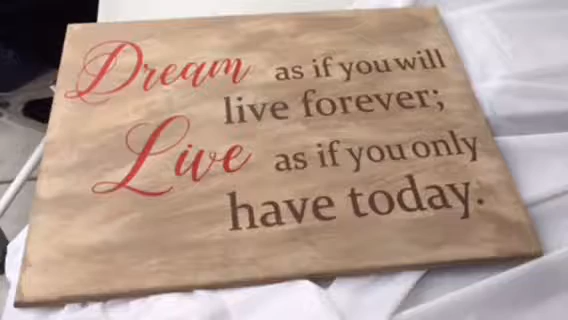 Dream as if you will
live forever;
Live as if you only
have today.